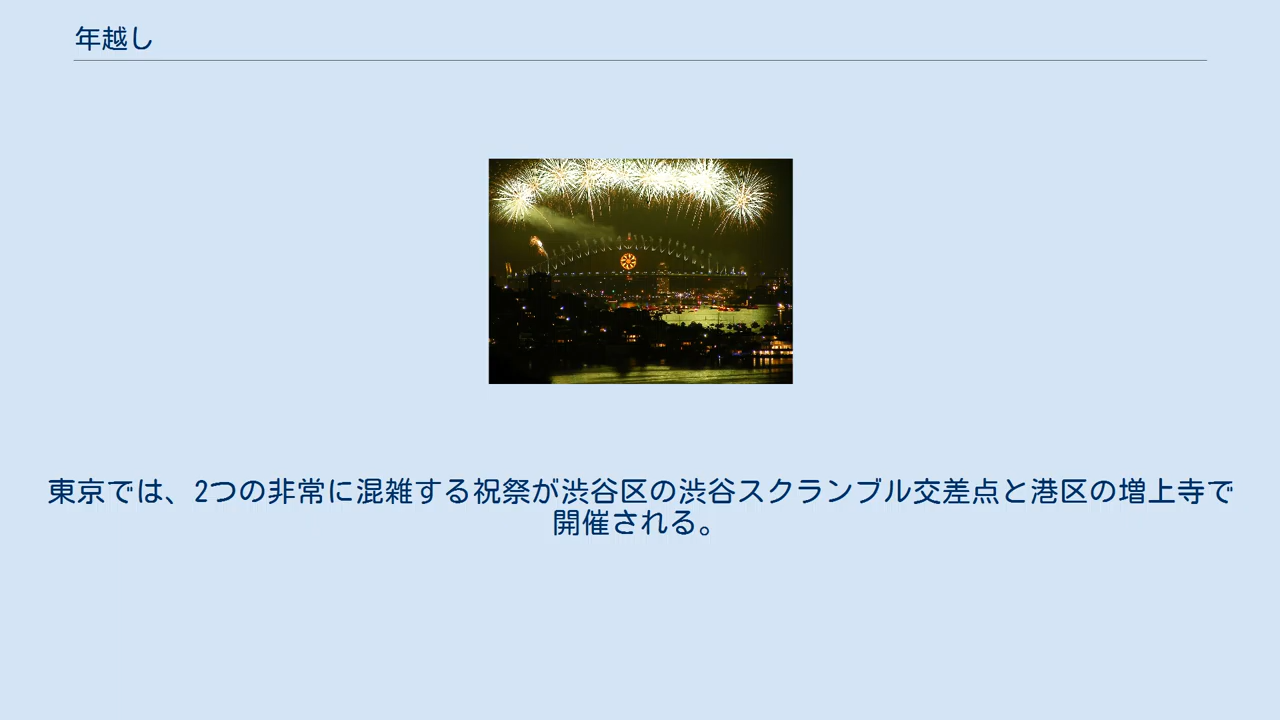 年越し
東京では、2つの非常に混雑する祝祭が渋谷区の渋谷スクランブル交差点と港区の増上寺で
開催される。